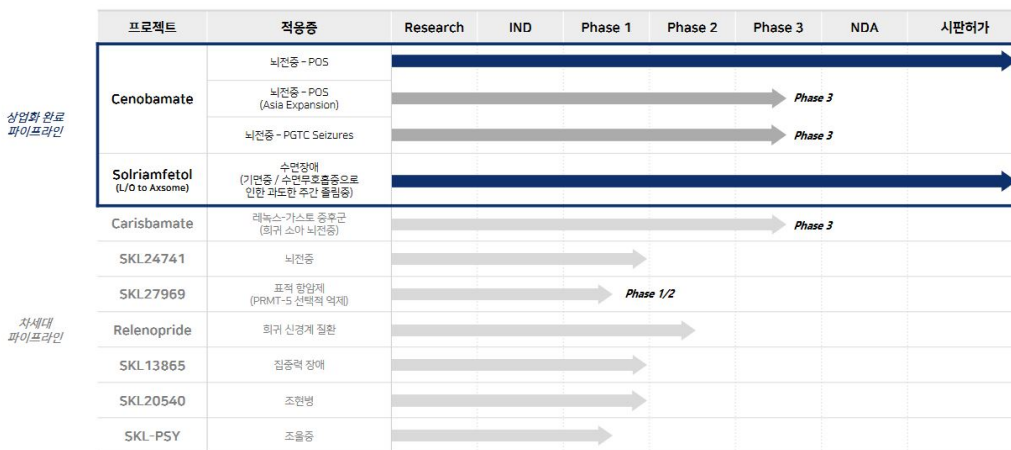 프로젝트 적응증 Research IND Phase 1 Phase 2 Phase 3 NDA 시판허가
상업화 완료
파이프라인
Cenobamate
뇌전증 – POS
뇌전증 – POS
(Asia Expansion)
Phase 3
뇌전증 – PGTC Seizures
Phase 3
Solriamfetol
(L/O to Axsome)
수면장애
(기면증 / 수면무호흡증으로
인한 과도한 주간 졸림증)
차세대
파이프라인
Carisbamate
레녹스-가스토 증후군
(희귀 소아 뇌전증)
Phase 3
SKL24741 뇌전증
SKL27969
표적 항암제
(PRMT-5 선택적 억제)
Phase 1/2
Relenopride 희귀 신경계 질환
SKL13865 집중력 장애
SKL20540 조현병
SKL-PSY 조울증